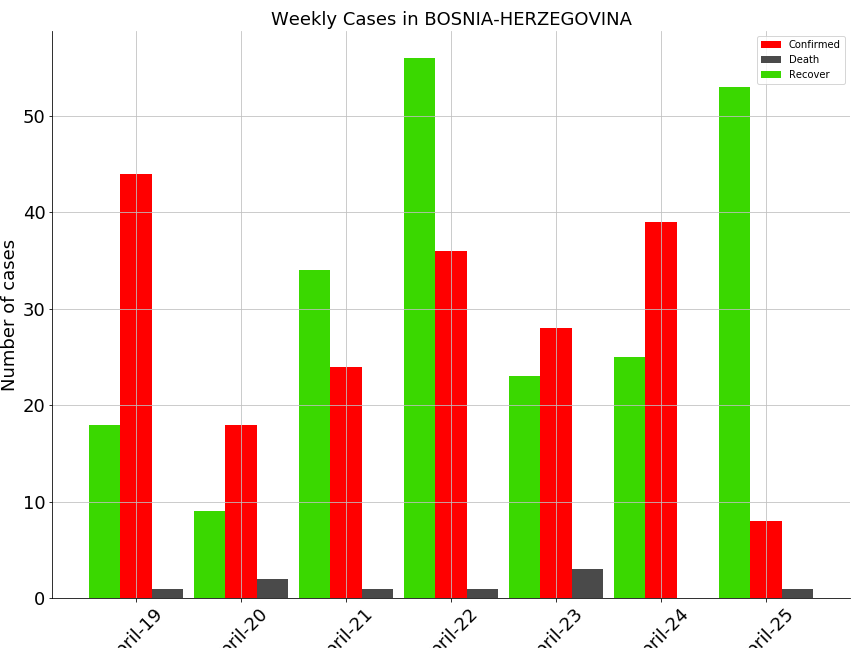 Weekly Cases in BOSNIA-HERZEGOVINA
Confirmed
Death
Recover
Number of cases
50
40
30
20
10
0
pril-19
pril-20
pril-21
pril-22
pril-23
pril-24
pril-25